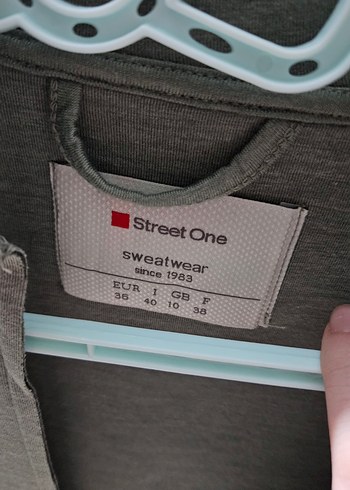 Street One
sweatwear
since 1983
EUR I GB F
36 40 10 38